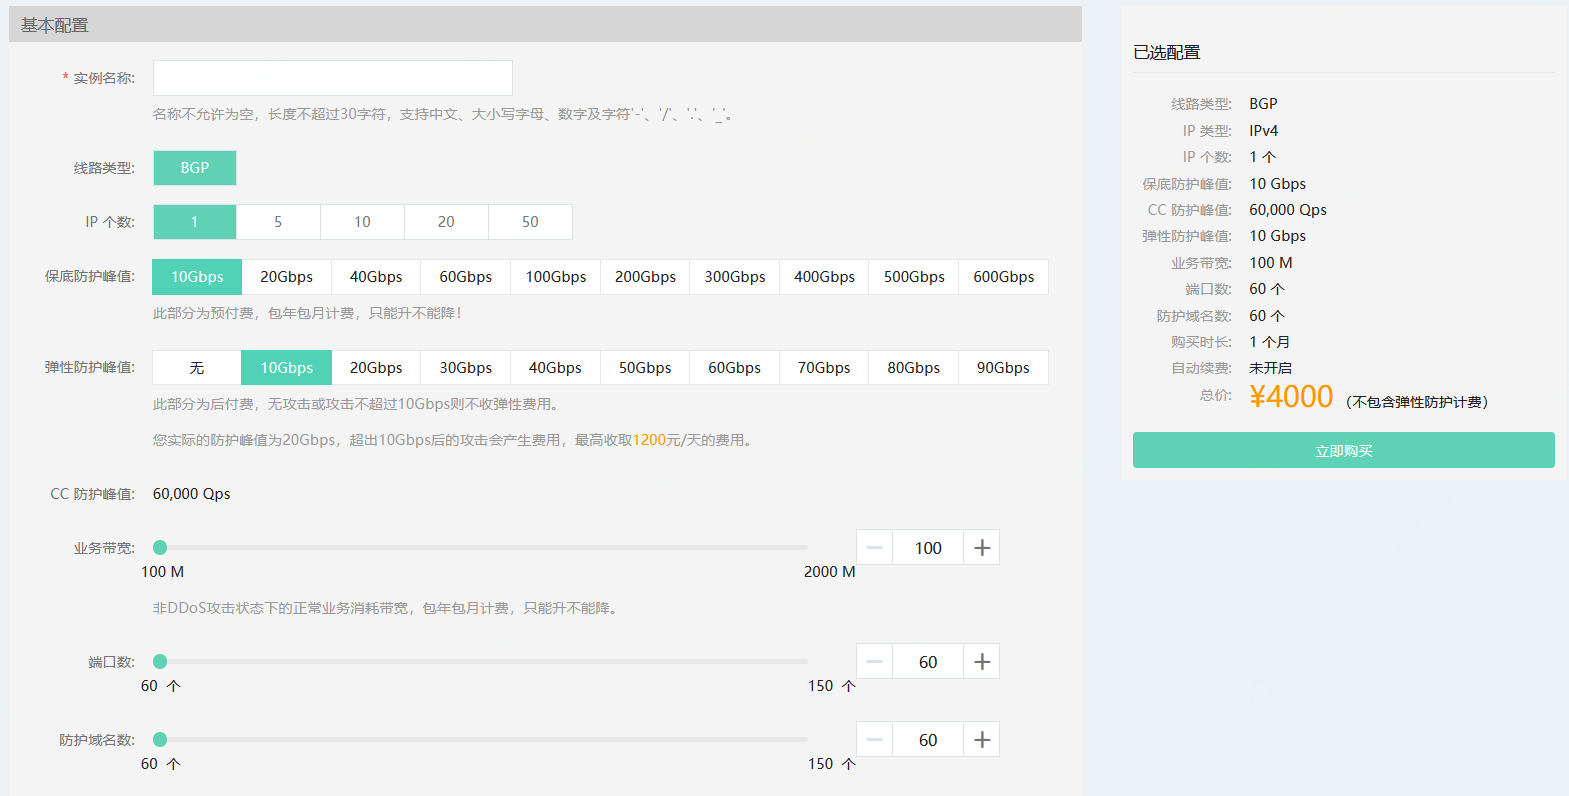 基本配置
* 实例名称:
名称不允许为空，长度不超过30字符，支持中文、大小写字母、数字及字符'-'、'/'、'.'、'_'。
线路类型: BGP
IP 个数: 1 5 10 20 50
保底防护峰值: 10Gbps 20Gbps 40Gbps 60Gbps 100Gbps 200Gbps 300Gbps 400Gbps 500Gbps 600Gbps
此部分为预付费，包年包月计费，只能升不能降！
弹性防护峰值: 无 10Gbps 20Gbps 30Gbps 40Gbps 50Gbps 60Gbps 70Gbps 80Gbps 90Gbps
此部分为后付费，无攻击或攻击不超过10Gbps则不收弹性费用。
您实际的防护峰值为20Gbps，超出10Gbps后的攻击会产生费用，最高收取1200元/天的费用。
CC 防护峰值: 60,000 Qps
业务带宽: — 100 +
100 M 2000 M
非DDoS攻击状态下的正常业务消耗带宽，包年包月计费，只能升不能降。
端口数: — 60 +
60 个 150 个
防护域名数: — 60 +
60 个 150 个
已选配置
线路类型: BGP
IP 类型: IPv4
IP 个数: 1 个
保底防护峰值: 10 Gbps
CC 防护峰值: 60,000 Qps
弹性防护峰值: 10 Gbps
业务带宽: 100 M
端口数: 60 个
防护域名数: 60 个
购买时长: 1 个月
自动续费: 未开启
总价: ¥4000（不包含弹性防护计费）
立即购买